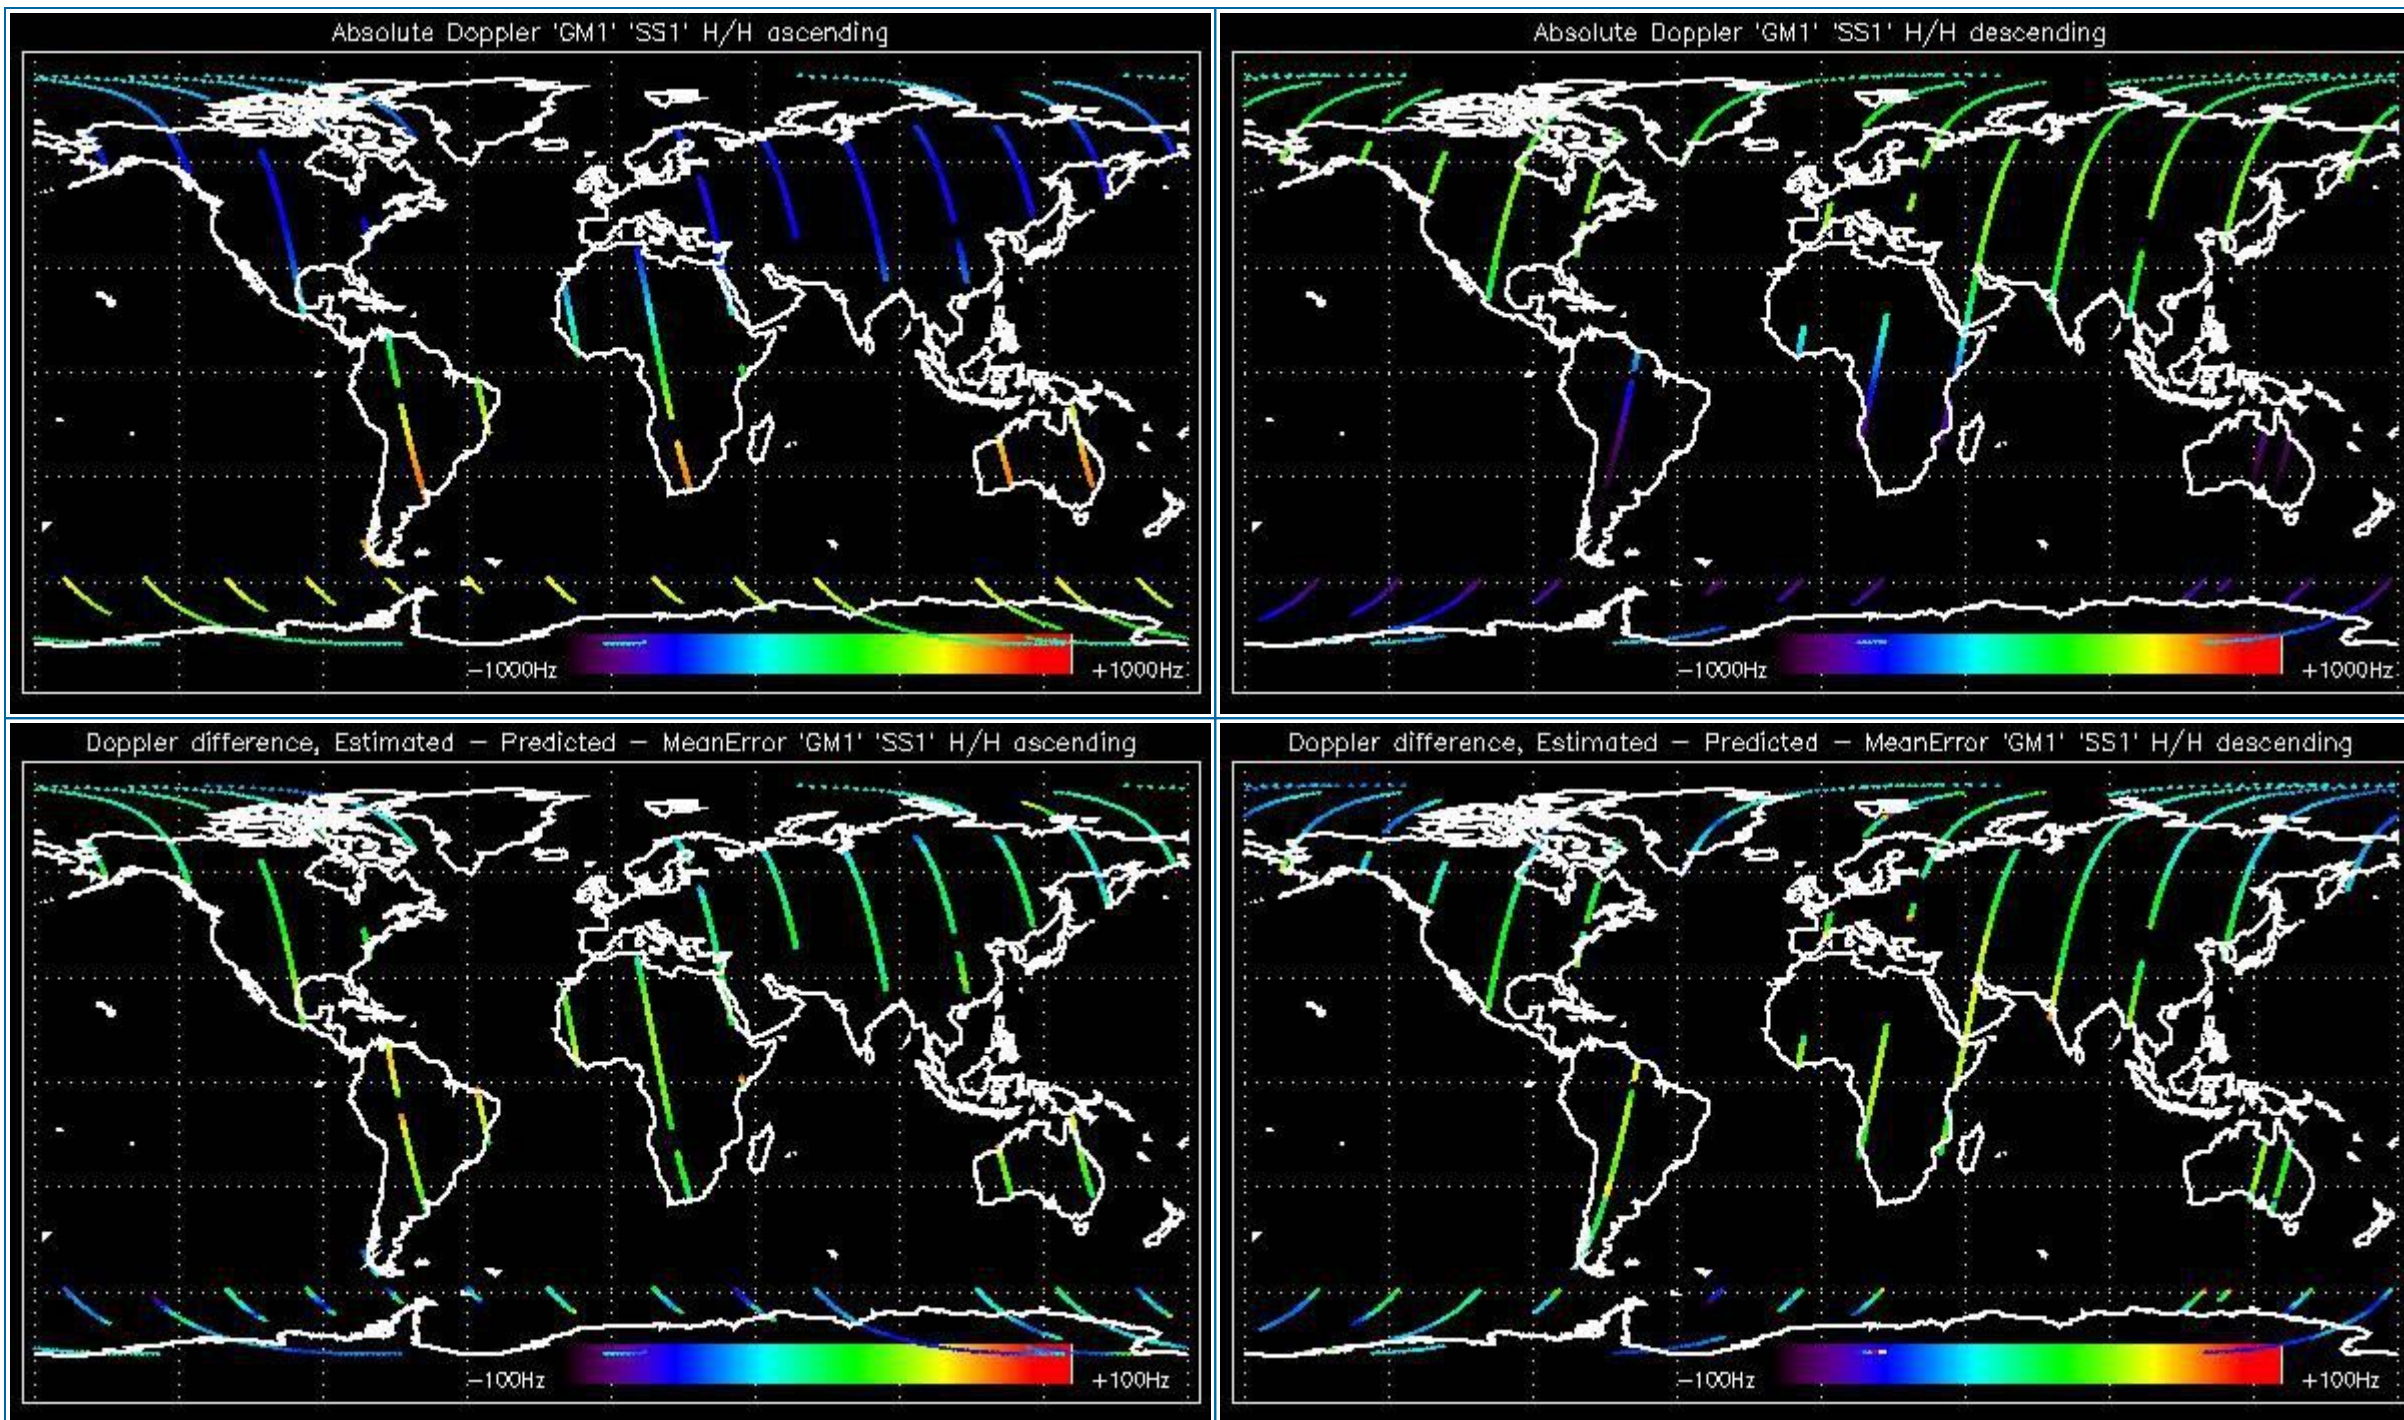 Absolute Doppler 'GM1' 'SS1' H/H ascending
-1000Hz
+1000Hz
Absolute Doppler 'GM1' 'SS1' H/H descending
-1000Hz
+1000Hz
Doppler difference, Estimated - Predicted - MeanError 'GM1' 'SS1' H/H ascending
-100Hz
+100Hz
Doppler difference, Estimated - Predicted - MeanError 'GM1' 'SS1' H/H descending
-100Hz
+100Hz